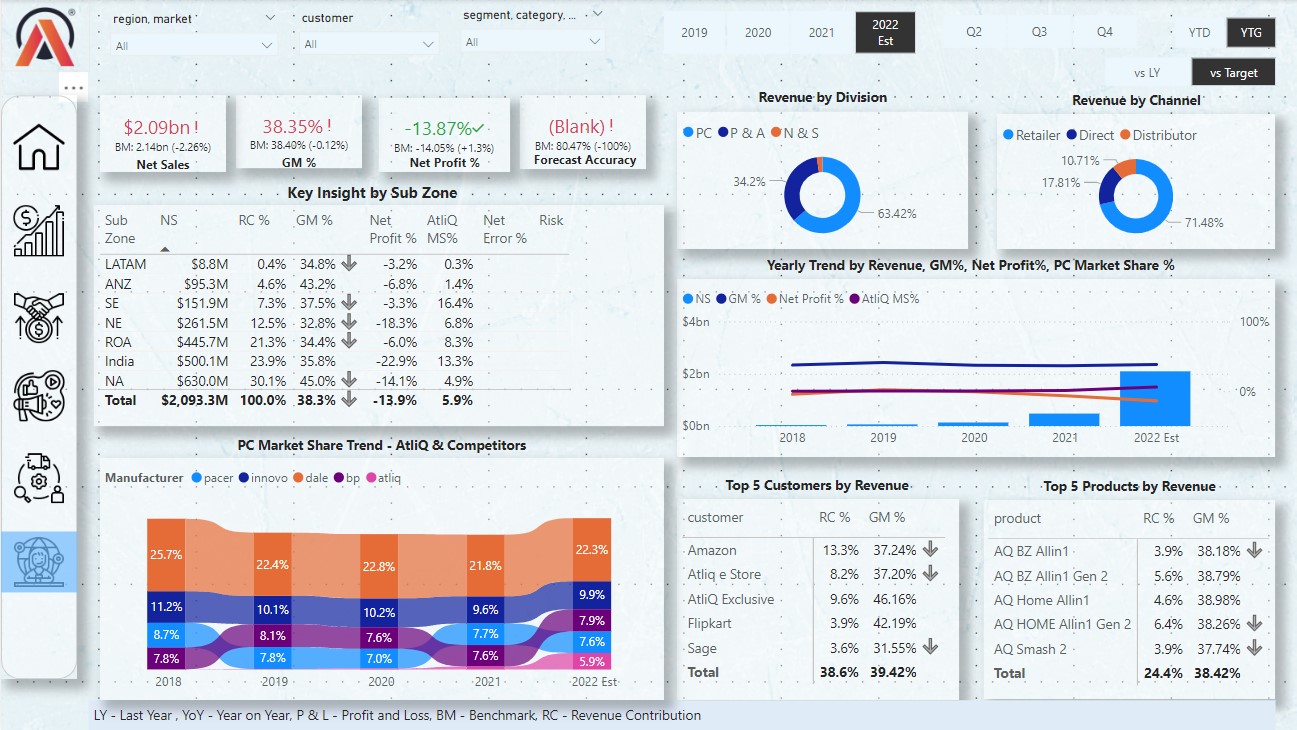 region, market
customer
segment, category, ...
All
All
All
2019 2020 2021 2022 Est
Q2 Q3 Q4
YTD YTG
vs LY vs Target
$2.09bn !
BM: 2.14bn (-2.26%)
Net Sales
38.35% !
BM: 38.40% (-0.12%)
GM %
-13.87%
BM: -14.05% (+1.3%)
Net Profit %
(Blank) !
BM: 80.47% (-100%)
Forecast Accuracy
Key Insight by Sub Zone
Sub Zone NS RC % GM % Net Profit % AtliQ MS% Net Error % Risk
LATAM $8.8M 0.4% 34.8% -3.2% 0.3%
ANZ $95.3M 4.6% 43.2% -6.8% 1.4%
SE $151.9M 7.3% 37.5% -3.3% 16.4%
NE $261.5M 12.5% 32.8% -18.3% 6.8%
ROA $445.7M 21.3% 34.4% -6.0% 8.3%
India $500.1M 23.9% 35.8% -22.9% 13.3%
NA $630.0M 30.1% 45.0% -14.1% 4.9%
Total $2,093.3M 100.0% 38.3% -13.9% 5.9%
Revenue by Division
PC P & A N & S
34.2%
63.42%
Revenue by Channel
Retailer Direct Distributor
10.71%
17.81%
71.48%
Yearly Trend by Revenue, GM%, Net Profit%, PC Market Share %
NS GM % Net Profit % AtliQ MS%
$4bn 100%
$2bn
0%
$0bn
2018 2019 2020 2021 2022 Est
PC Market Share Trend - AtliQ & Competitors
Manufacturer pacer innovo dale bp atliq
25.7% 22.4% 22.8% 21.8% 22.3%
11.2% 10.1% 10.2% 9.6% 9.9%
8.7% 8.1% 7.6% 7.7% 7.9%
7.8% 7.8% 7.0% 7.6% 7.6%
5.9%
2018 2019 2020 2021 2022 Est
Top 5 Customers by Revenue
customer RC % GM %
Amazon 13.3% 37.24%
Atliq e Store 8.2% 37.20%
AtliQ Exclusive 9.6% 46.16%
Flipkart 3.9% 42.19%
Sage 3.6% 31.55%
Total 38.6% 39.42%
Top 5 Products by Revenue
product RC % GM %
AQ BZ Allin1 3.9% 38.18%
AQ BZ Allin1 Gen 2 5.6% 38.79%
AQ Home Allin1 4.6% 38.98%
AQ HOME Allin1 Gen 2 6.4% 38.26%
AQ Smash 2 3.9% 37.74%
Total 24.4% 38.42%
LY - Last Year , YoY - Year on Year, P & L - Profit and Loss, BM - Benchmark, RC - Revenue Contribution